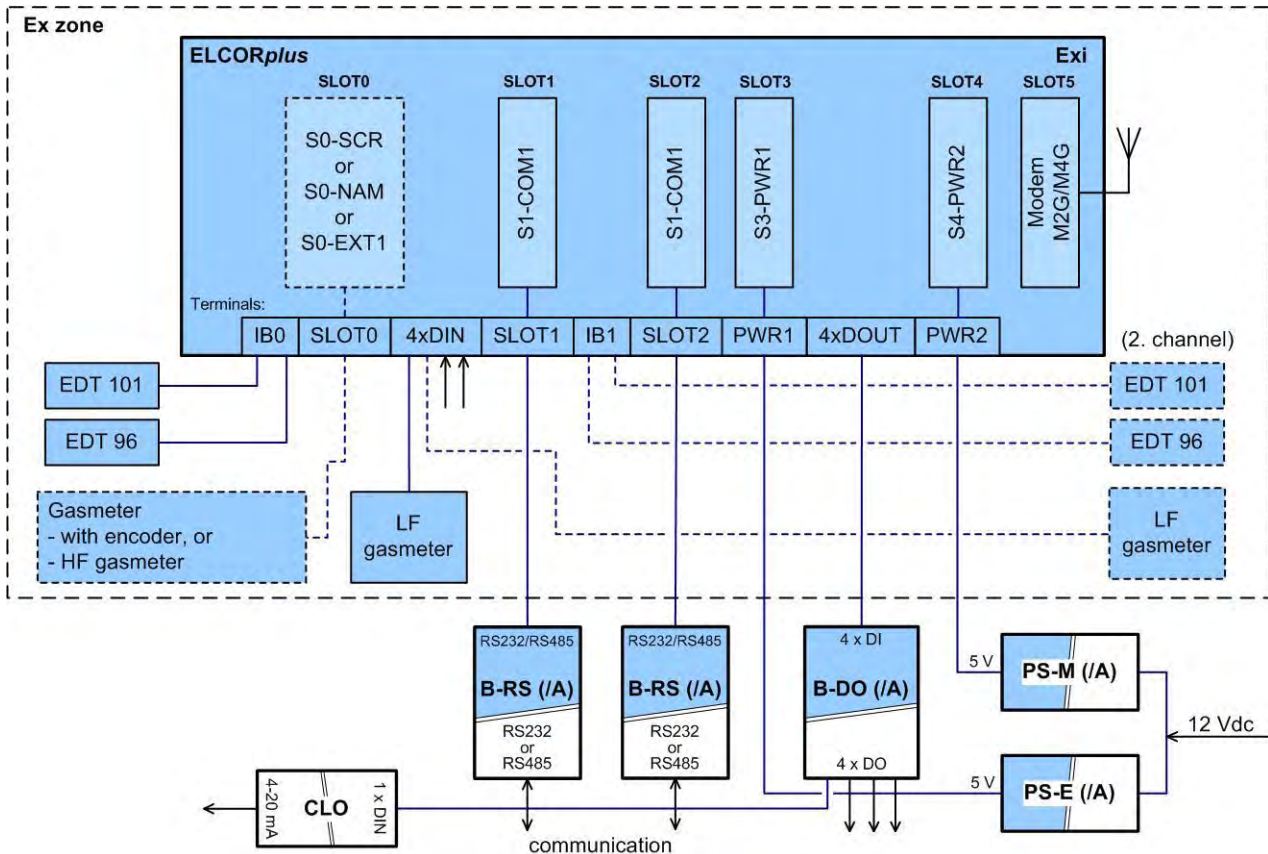 Ex zone
ELCORplus
Exi
SLOT0
SLOT1
SLOT2
SLOT3
SLOT4
SLOT5
S0-SCR
or
S0-NAM
or
S0-EXT1
S1-COM1
S1-COM1
S3-PWR1
S4-PWR2
Modem
M2G/M4G
Terminals:
IB0
SLOT0
4xDIN
SLOT1
IB1
SLOT2
PWR1
4xDOUT
PWR2
(2. channel)
EDT 101
EDT 96
EDT 101
EDT 96
Gasmeter
- with encoder, or
- HF gasmeter
LF
gasmeter
LF
gasmeter
RS232/RS485
B-RS (/A)
RS232
or
RS485
RS232/RS485
B-RS (/A)
RS232
or
RS485
4 x DI
B-DO (/A)
4 x DO
5 V
PS-M (/A)
12 Vdc
5 V
PS-E (/A)
4-20 mA
CLO
1 x DIN
communication